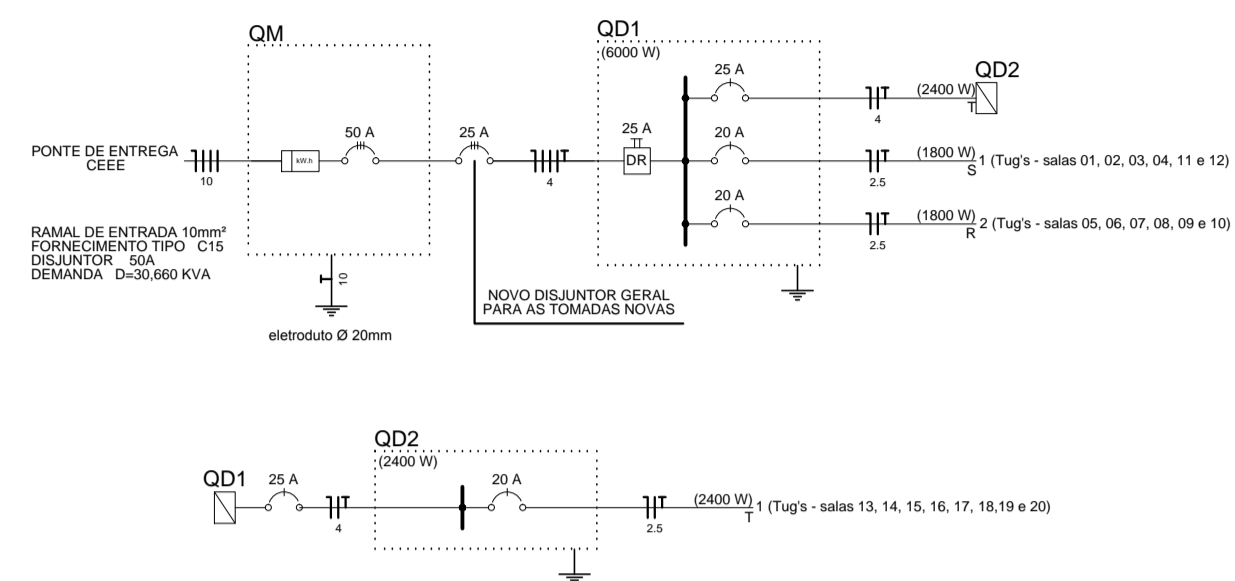 QM
QD1
(6000 W)
25 A
QD2
(2400 W)
T
4
PONTE DE ENTREGA
CEEE
10
kW.h
50 A
25 A
4
25 A
DR
20 A
2.5
(1800 W)
S
1 (Tug's - salas 01, 02, 03, 04, 11 e 12)
20 A
2.5
(1800 W)
R
2 (Tug's - salas 05, 06, 07, 08, 09 e 10)
RAMAL DE ENTRADA 10mm²
FORNECIMENTO TIPO C15
DISJUNTOR 50A
DEMANDA D=30,660 KVA
10
eletroduto Ø 20mm
NOVO DISJUNTOR GERAL
PARA AS TOMADAS NOVAS
QD2
(2400 W)
QD1
25 A
4
20 A
2.5
(2400 W)
T
1 (Tug's - salas 13, 14, 15, 16, 17, 18,19 e 20)